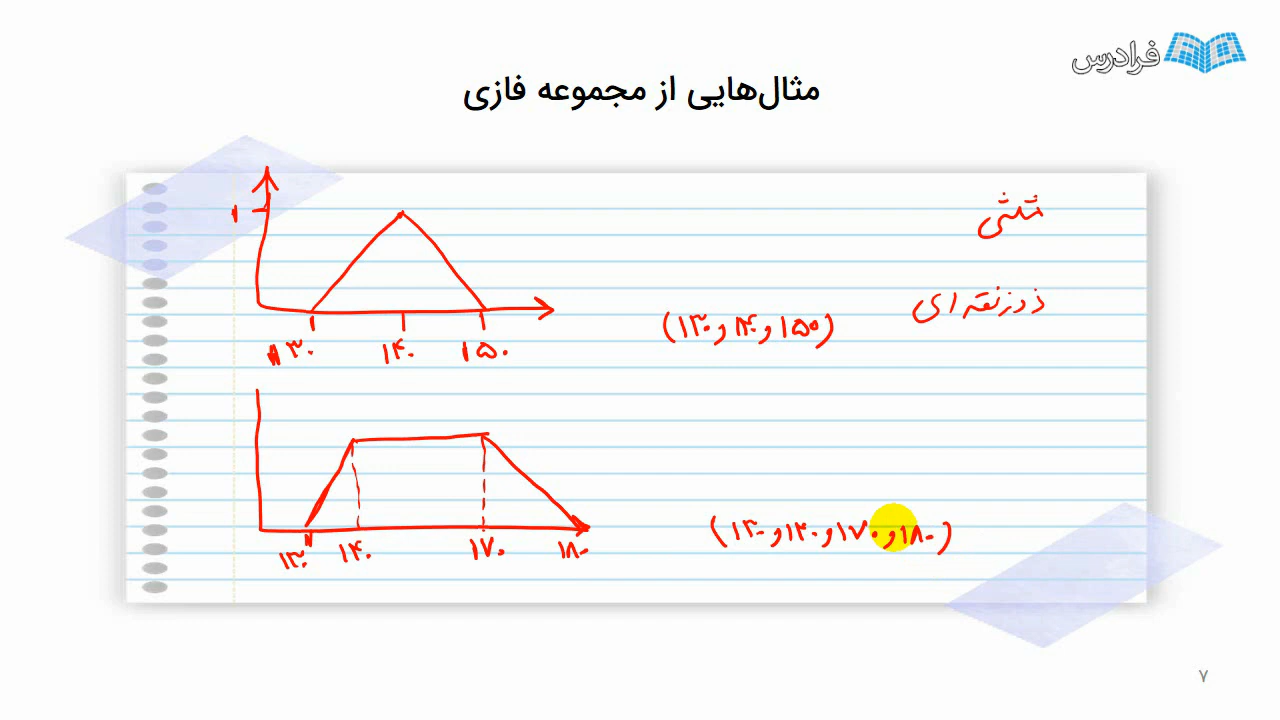 فرادرس
مثال‌هایی از مجموعه فازی
مثلثی
ذوزنقه ای
۱
۱۳۰ ۱۴۰ ۱۵۰
(۱۳۰ و ۱۴۰ و ۱۵۰)
۱۳۰ ۱۴۰ ۱۷۰ ۱۸۰
(۱۳۰ و ۱۴۰ و ۱۷۰ و ۱۸۰)
۷